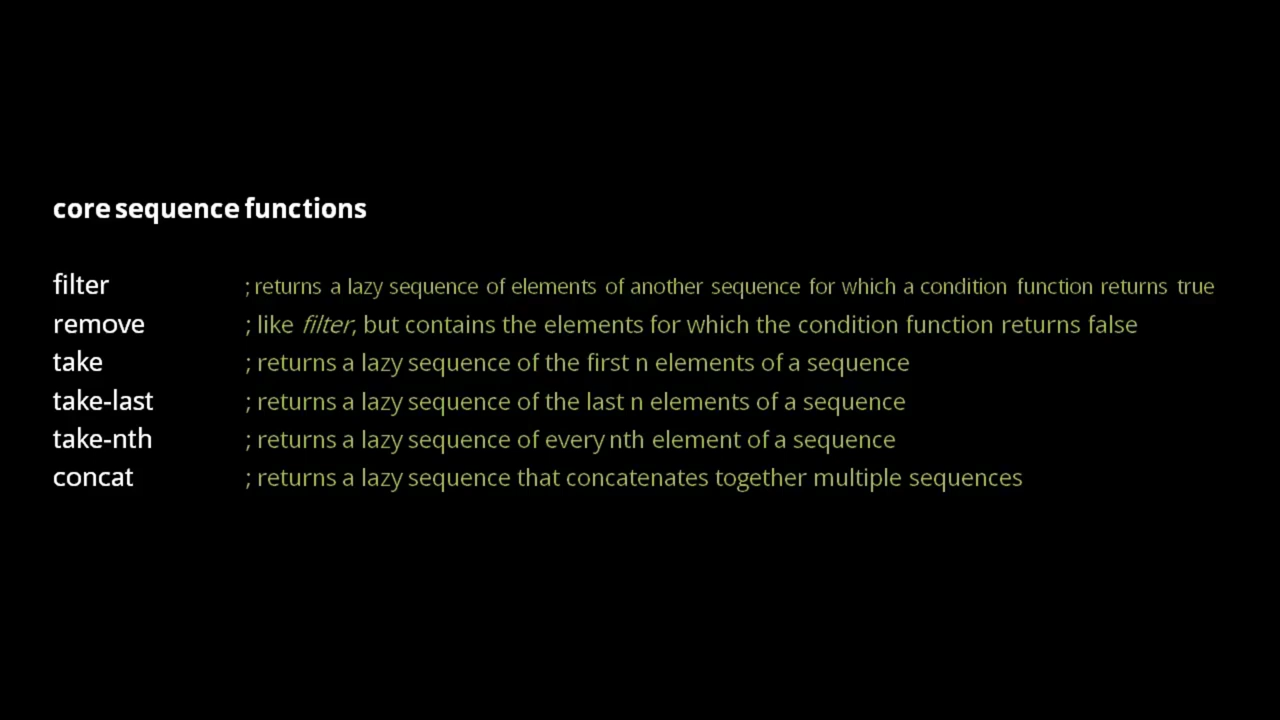 core sequence functions
filter ; returns a lazy sequence of elements of another sequence for which a condition function returns true
remove ; like filter, but contains the elements for which the condition function returns false
take ; returns a lazy sequence of the first n elements of a sequence
take-last ; returns a lazy sequence of the last n elements of a sequence
take-nth ; returns a lazy sequence of every nth element of a sequence
concat ; returns a lazy sequence that concatenates together multiple sequences